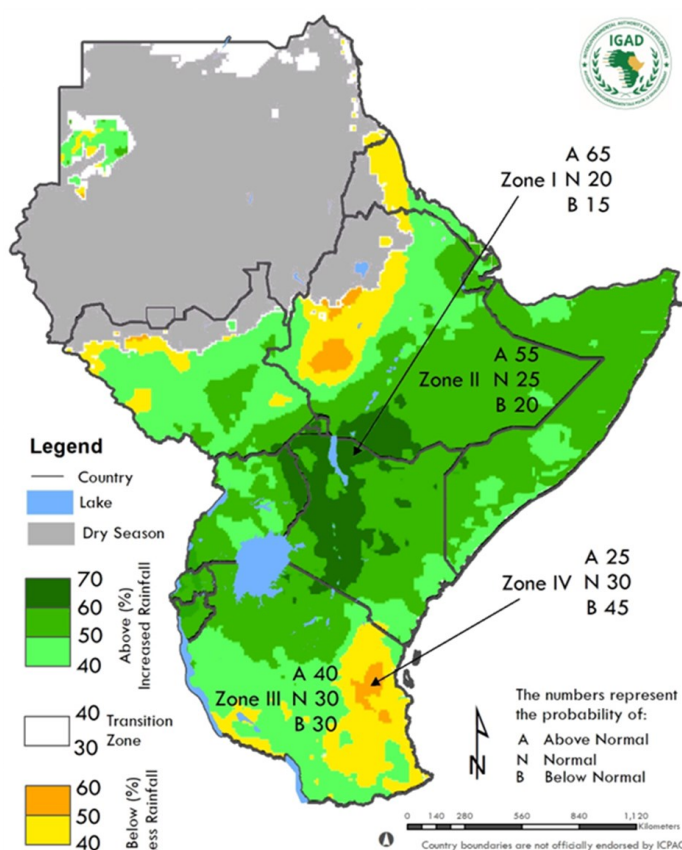 IGAD
A 65
Zone I N 20
B 15
A 55
Zone II N 25
B 20
Legend
Country
Lake
Dry Season
70
60
50
40
Above (%)
Increased Rainfall
40
30
Transition
Zone
60
50
40
Below (%)
ess Rainfall
A 25
Zone IV N 30
B 45
A 40
Zone III N 30
B 30
The numbers represent
the probability of:
A Above Normal
N Normal
B Below Normal
N
0 140 280 560 840 1,120
Kilometers
Country boundaries are not officially endorsed by ICPAC